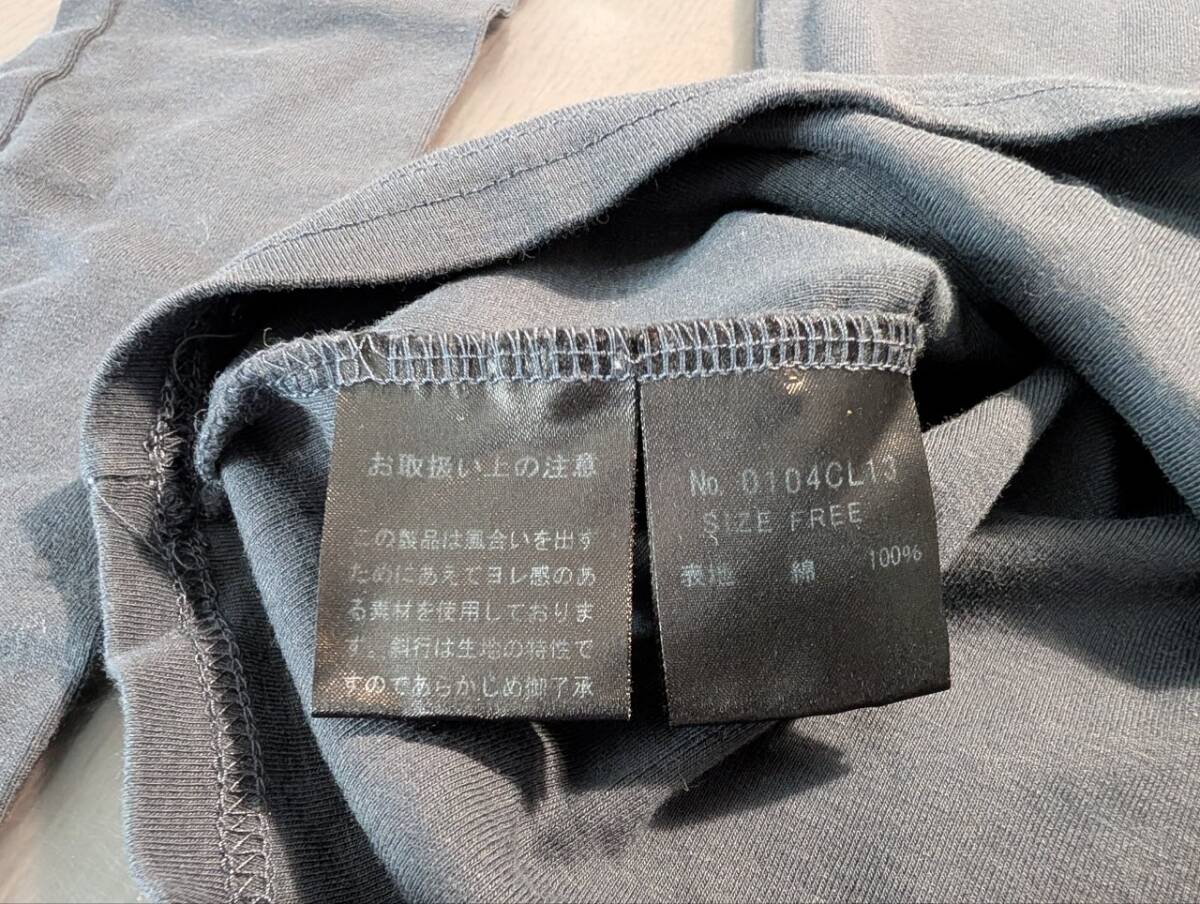 お取扱い上の注意
この製品は風合いを出す
ためにあえてヨレ感のあ
る素材を使用しておりま
す。斜行は生地の特性で
すのであらかじめ御了承
No. 0104CL13
SIZE FREE
表地 綿 100%